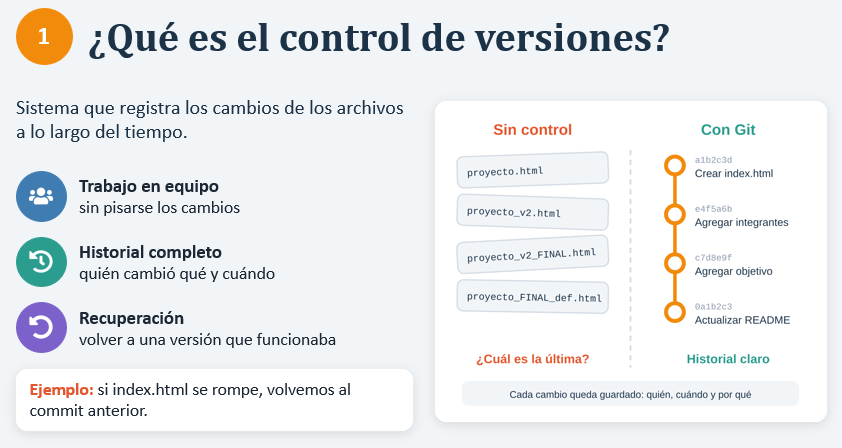 1
¿Qué es el control de versiones?
Sistema que registra los cambios de los archivos
a lo largo del tiempo.
Trabajo en equipo
sin pisarse los cambios
Historial completo
quién cambió qué y cuándo
Recuperación
volver a una versión que funcionaba
Ejemplo: si index.html se rompe, volvemos al
commit anterior.
Sin control
proyecto.html
proyecto_v2.html
proyecto_v2_FINAL.html
proyecto_FINAL_def.html
¿Cuál es la última?
Con Git
a1b2c3d
Crear index.html
e4f5a6b
Agregar integrantes
c7d8e9f
Agregar objetivo
0a1b2c3
Actualizar README
Historial claro
Cada cambio queda guardado: quién, cuándo y por qué